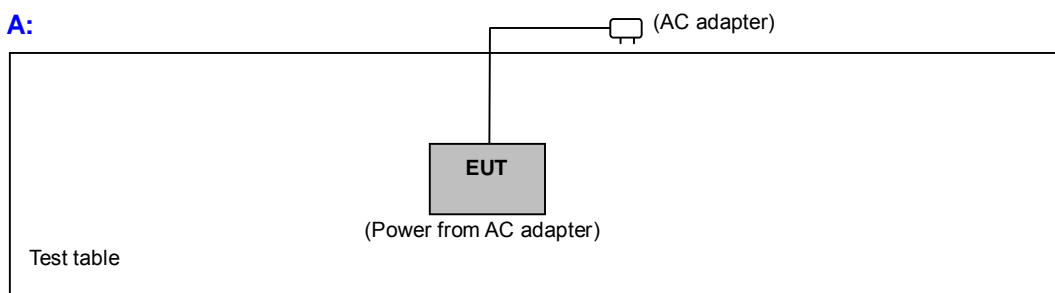 A:
(AC adapter)
EUT
(Power from AC adapter)
Test table